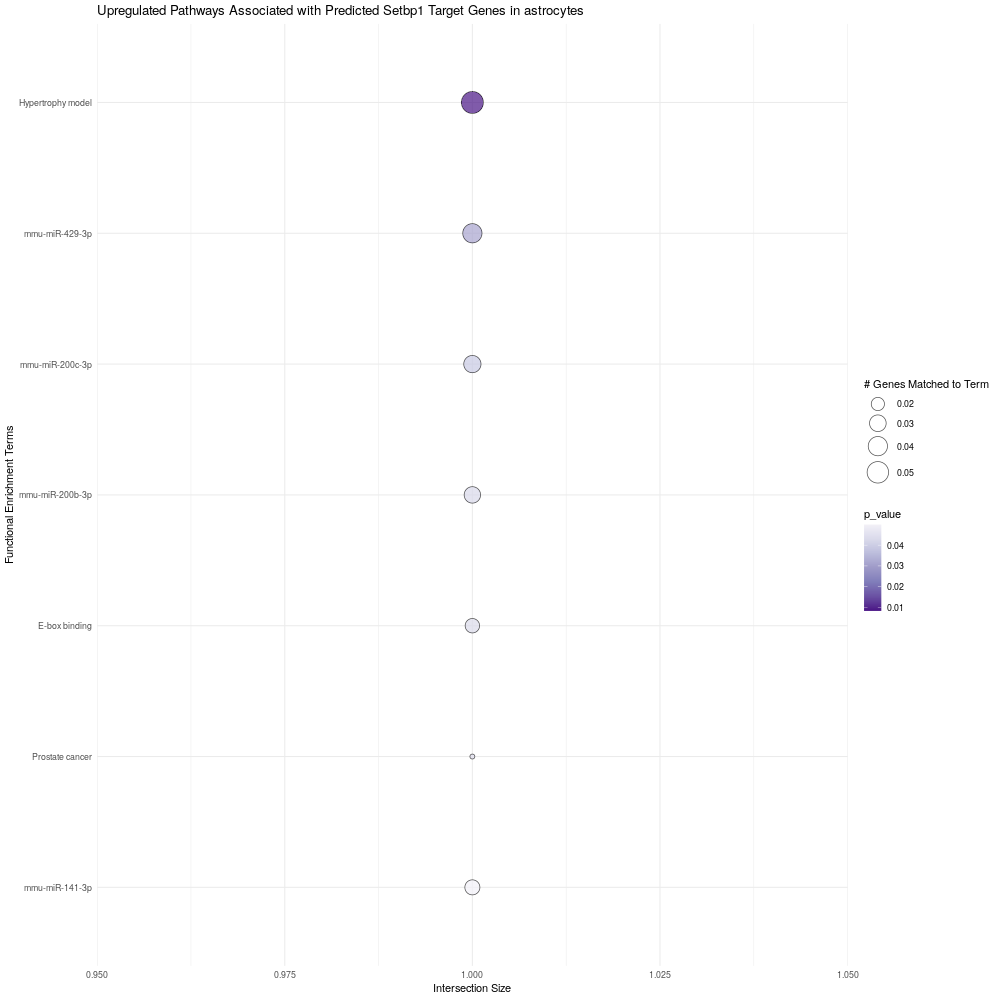 Upregulated Pathways Associated with Predicted Setbp1 Target Genes in astrocytes
Hypertrophy model
mmu-miR-429-3p
mmu-miR-200c-3p
mmu-miR-200b-3p
E-box binding
Prostate cancer
mmu-miR-141-3p
Functional Enrichment Terms
0.950
0.975
1.000
1.025
1.050
Intersection Size
# Genes Matched to Term
0.02
0.03
0.04
0.05
p_value
0.04
0.03
0.02
0.01